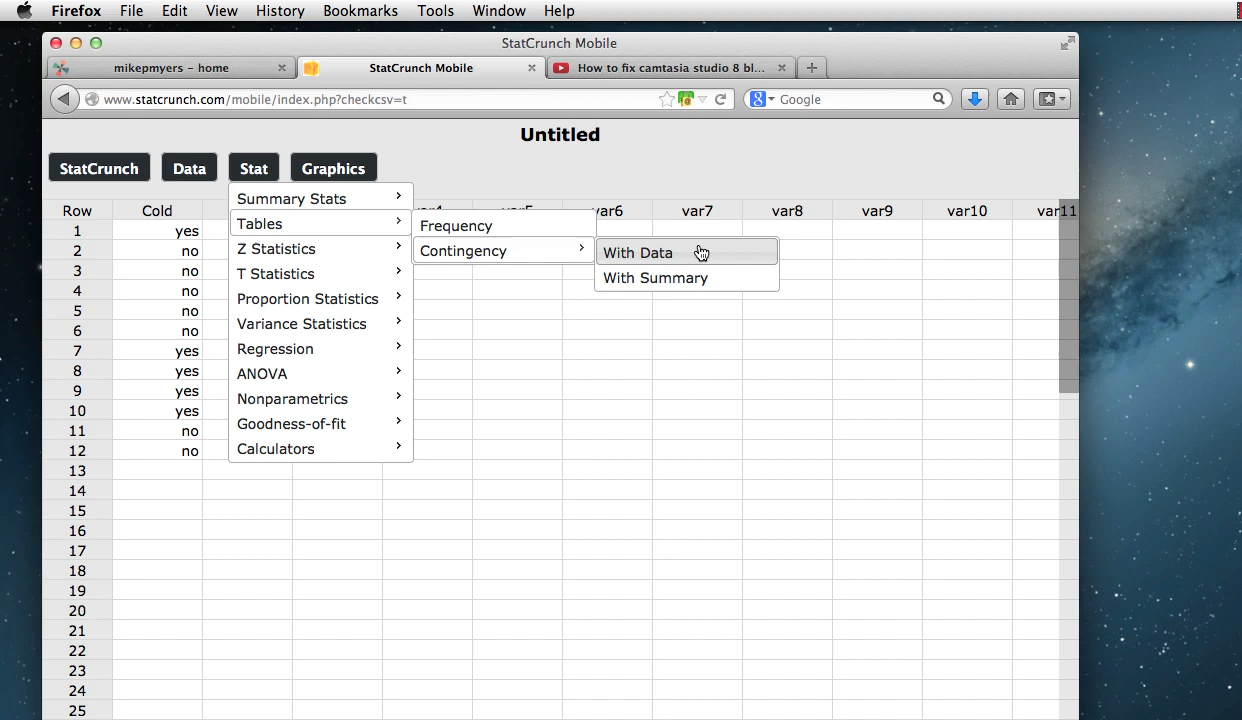 Firefox File Edit View History Bookmarks Tools Window Help
StatCrunch Mobile
mikepmyers – home StatCrunch Mobile How to fix camtasia studio 8 bl...
www.statcrunch.com/mobile/index.php?checkcsv=t Google
Untitled
StatCrunch Data Stat Graphics
Row Cold var6 var7 var8 var9 var10 var11
Summary Stats
Tables
Z Statistics
T Statistics
Proportion Statistics
Variance Statistics
Regression
ANOVA
Nonparametrics
Goodness-of-fit
Calculators
Frequency
Contingency
With Data
With Summary
1 yes
2 no
3 no
4 no
5 no
6 no
7 yes
8 yes
9 yes
10 yes
11 no
12 no
13
14
15
16
17
18
19
20
21
22
23
24
25